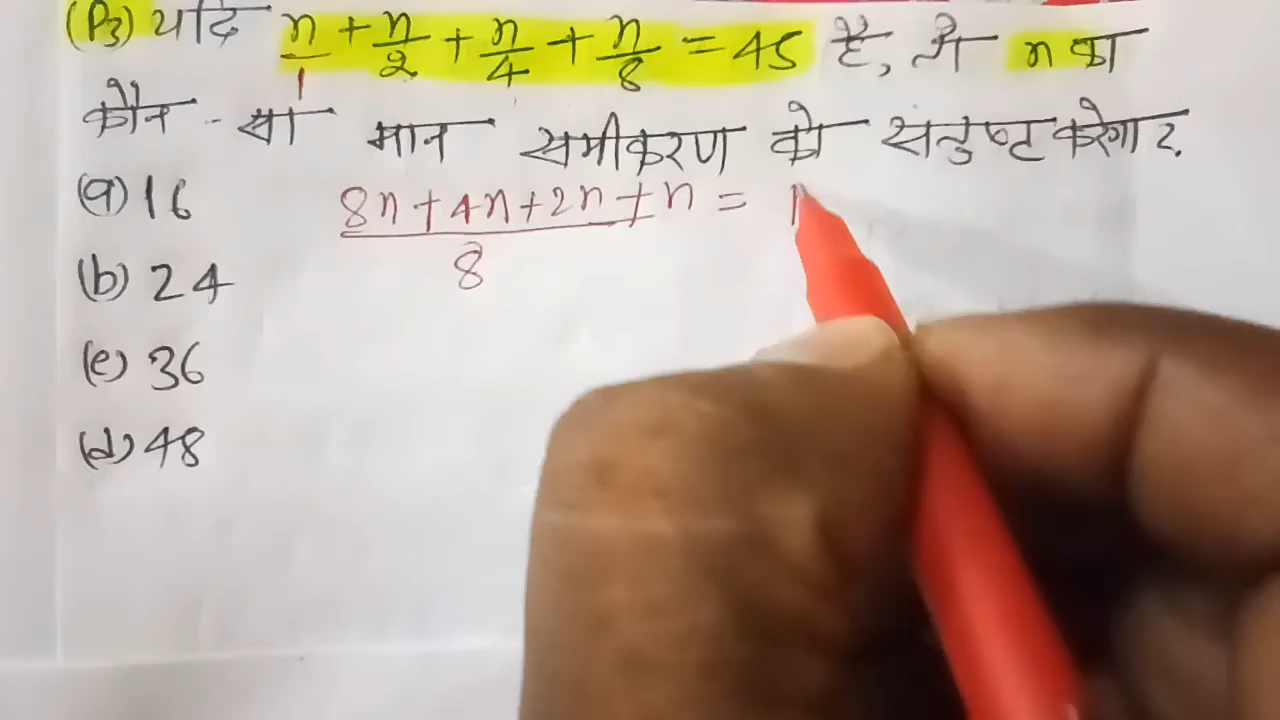 (P3) यदि n/1 + n/2 + n/4 + n/8 = 45 है, तो n का
कौन-सा मान समीकरण को सन्तुष्ट करेगा ?
(a) 16
(8n+4n+2n+n)/8 =
(b) 24
(c) 36
(d) 48